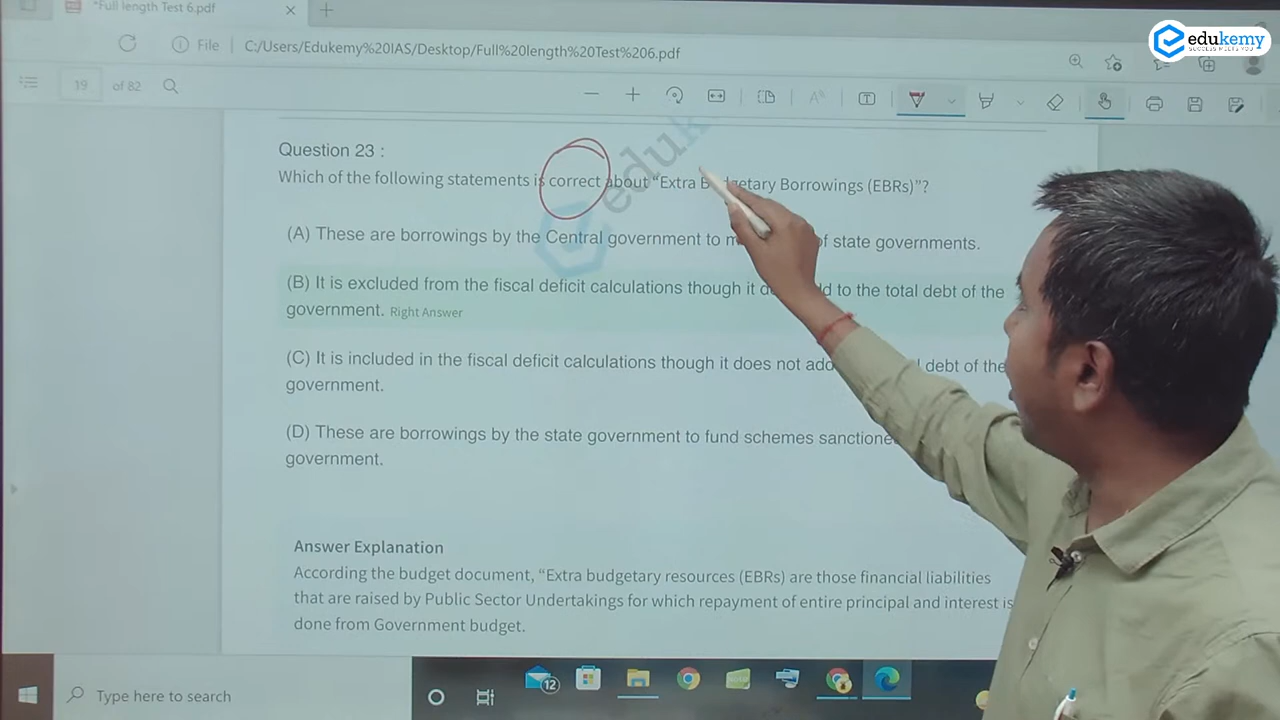 *Full length Test 6.pdf
File C:/Users/Edukemy%20IAS/Desktop/Full%20length%20Test%206.pdf
edukemy
SUCCESS MEETS YOU
19 of 82
Question 23 :
Which of the following statements is correct about “Extra Budgetary Borrowings (EBRs)”?
eduk
(A) These are borrowings by the Central government to of state governments.
(B) It is excluded from the fiscal deficit calculations though it to the total debt of the
government. Right Answer
(C) It is included in the fiscal deficit calculations though it does not add debt of the
government.
(D) These are borrowings by the state government to fund schemes sanctione
government.
Answer Explanation
According the budget document, “Extra budgetary resources (EBRs) are those financial liabilities
that are raised by Public Sector Undertakings for which repayment of entire principal and interest is
done from Government budget.
Type here to search
12